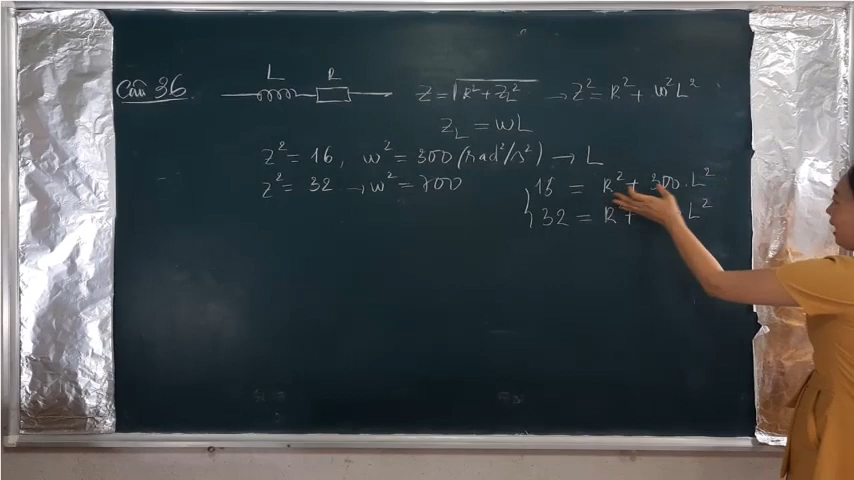 Câu 36
L R
Z = √R² + Z_L² → Z² = R² + ω²L²
Z_L = ωL
Z² = 16, ω² = 300 (rad²/s²) → L
Z² = 32 → ω² = 700
16 = R² + 300.L²
32 = R² + L²